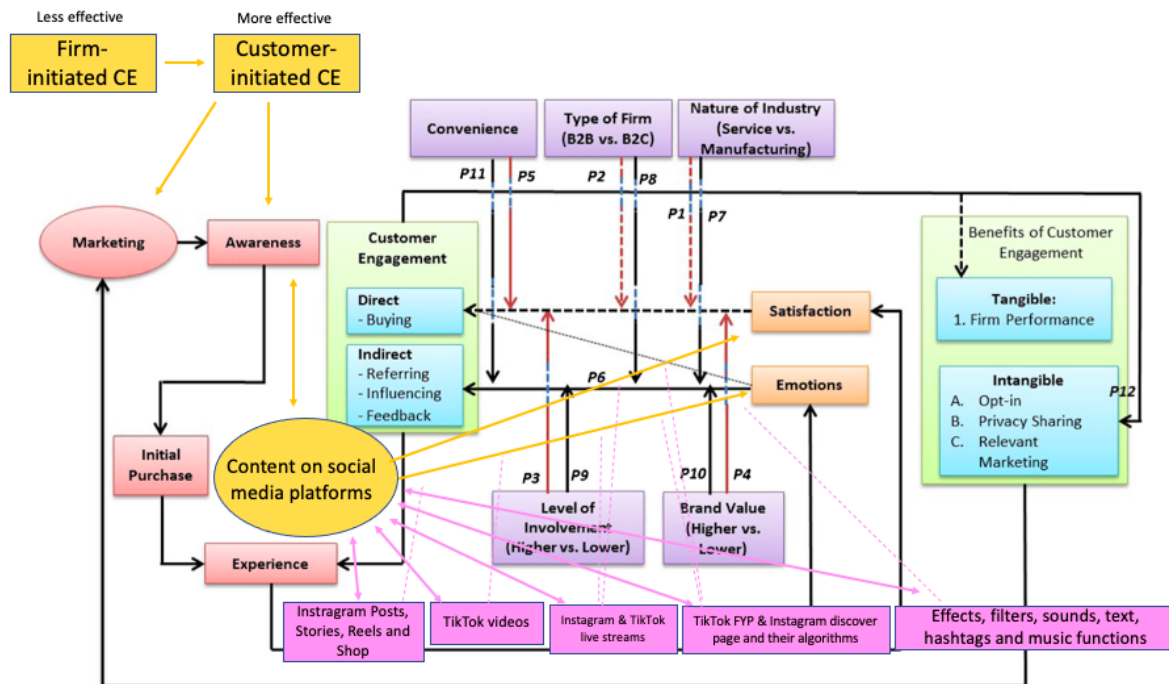 Less effective
More effective
Firm-
initiated CE
Customer-
initiated CE
Convenience
Type of Firm
(B2B vs. B2C)
Nature of Industry
(Service vs.
Manufacturing)
P11
P5
P2
P8
P1
P7
Marketing
Awareness
Customer
Engagement
Benefits of Customer
Engagement
Direct
- Buying
Satisfaction
Tangible:
1. Firm Performance
Indirect
- Referring
- Influencing
- Feedback
P6
Emotions
Intangible
A. Opt-in
B. Privacy Sharing
C. Relevant
Marketing
P12
Initial
Purchase
Content on social
media platforms
P3
P9
P10
P4
Level of
Involvement
(Higher vs. Lower)
Brand Value
(Higher vs.
Lower)
Experience
Instragram Posts,
Stories, Reels and
Shop
TikTok videos
Instagram & TikTok
live streams
TikTok FYP & Instagram discover
page and their algorithms
Effects, filters, sounds, text,
hashtags and music functions